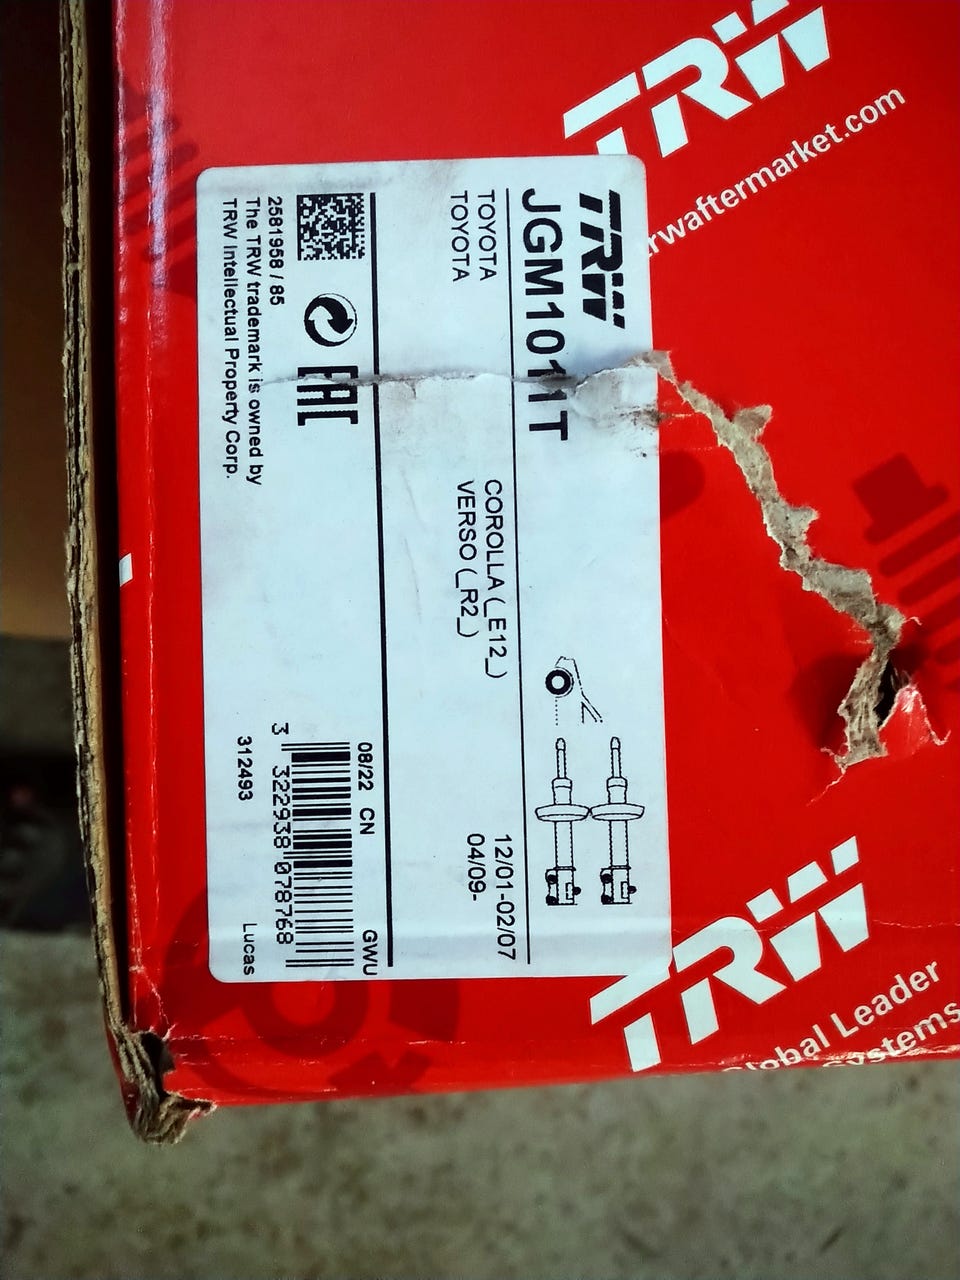 TRW
trwaftermarket.com
TRW
JGM1011T
TOYOTA COROLLA (_E12_) 12/01-02/07
TOYOTA VERSO (_R2_) 04/09-
08/22 CN GWU
EAC
3 322938 078768
2581958 / 85
The TRW trademark is owned by
TRW Intellectual Property Corp.
312493 Lucas
TRW
Global Leader
systems